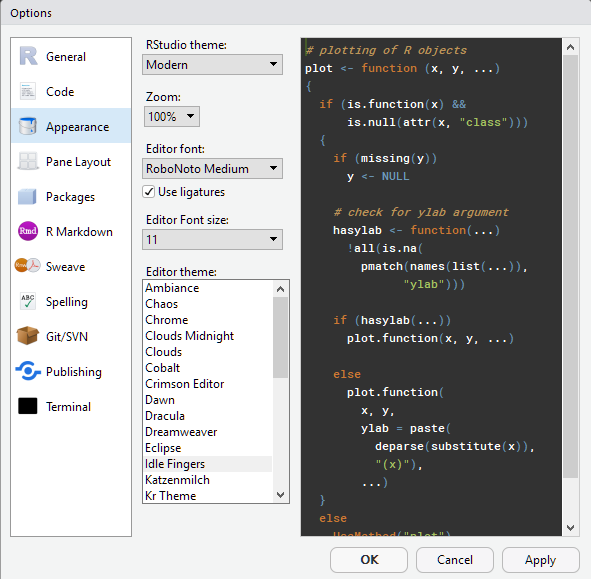 Options
General
Code
Appearance
Pane Layout
Packages
Rmd R Markdown
Rnw Sweave
ABC Spelling
Git/SVN
Publishing
Terminal
RStudio theme:
Modern
Zoom:
100%
Editor font:
RoboNoto Medium
Use ligatures
Editor Font size:
11
Editor theme:
Ambiance
Chaos
Chrome
Clouds Midnight
Clouds
Cobalt
Crimson Editor
Dawn
Dracula
Dreamweaver
Eclipse
Idle Fingers
Katzenmilch
Kr Theme
# plotting of R objects
plot <- function (x, y, ...)
{
  if (is.function(x) &&
      is.null(attr(x, "class")))
  {
    if (missing(y))
      y <- NULL

    # check for ylab argument
    hasylab <- function(...)
      !all(is.na(
        pmatch(names(list(...)),
              "ylab")))

    if (hasylab(...))
      plot.function(x, y, ...)

    else
      plot.function(
        x, y,
        ylab = paste(
          deparse(substitute(x)),
          "(x)"),
        ...)
  }
  else
    UseMethod("plot")
OK
Cancel
Apply